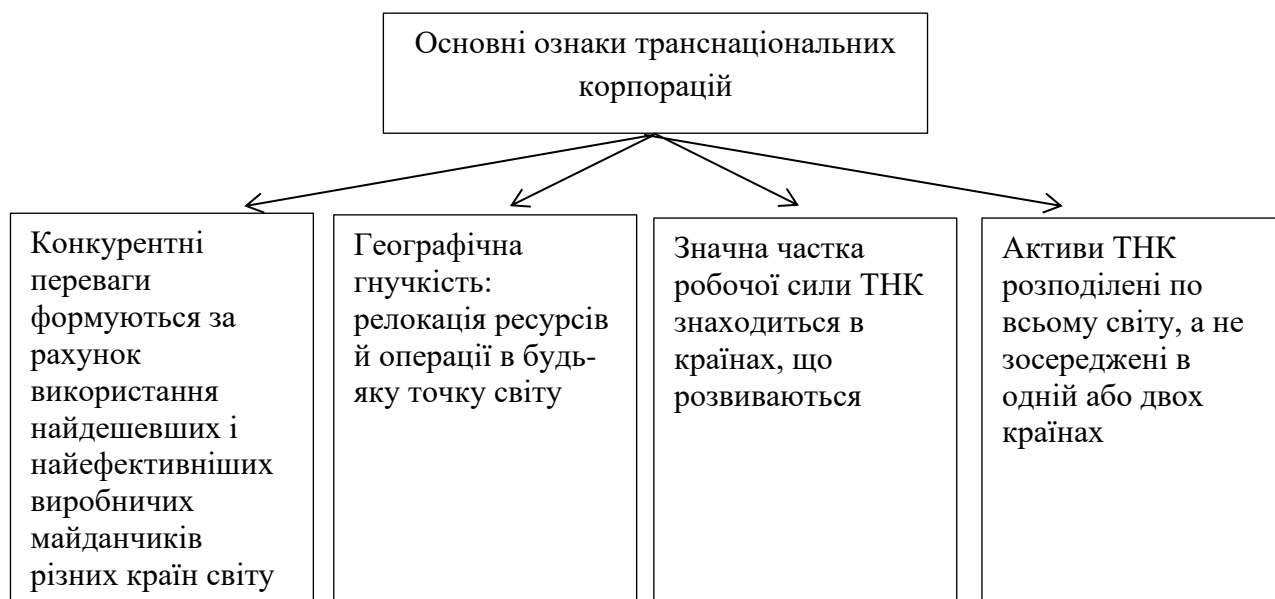 Основні ознаки транснаціональних
корпорацій
Конкурентні
переваги
формуються за
рахунок
використання
найдешевших і
найефективніших
виробничих
майданчиків
різних країн світу
Географічна
гнучкість:
релокація ресурсів
й операції в будь-
яку точку світу
Значна частка
робочої сили ТНК
знаходиться в
країнах, що
розвиваються
Активи ТНК
розподілені по
всьому світу, а не
зосереджені в
одній або двох
країнах